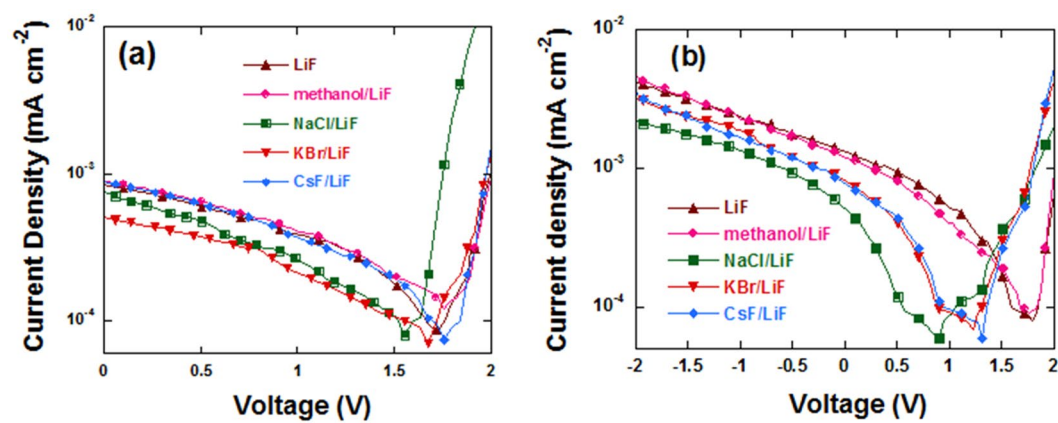 (a)
Current Density (mA cm⁻²)
10⁻²
10⁻³
10⁻⁴
LiF
methanol/LiF
NaCl/LiF
KBr/LiF
CsF/LiF
0 0.5 1 1.5 2
Voltage (V)
(b)
Current density (mA cm⁻²)
10⁻²
10⁻³
10⁻⁴
LiF
methanol/LiF
NaCl/LiF
KBr/LiF
CsF/LiF
-2 -1.5 -1 -0.5 0 0.5 1 1.5 2
Voltage (V)